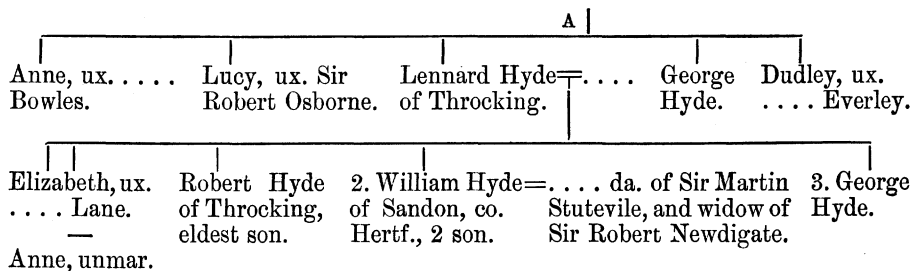 A
Anne, ux. . . . . Lucy, ux. Sir Lennard Hyde=. . . . George Dudley, ux.
Bowles. Robert Osborne. of Throcking. Hyde. . . . . Everley.
Elizabeth, ux. Robert Hyde 2. William Hyde=. . . . da. of Sir Martin 3. George
. . . . Lane. of Throcking, of Sandon, co. Stutevile, and widow of Hyde.
— eldest son. Hertf., 2 son. Sir Robert Newdigate.
Anne, unmar.